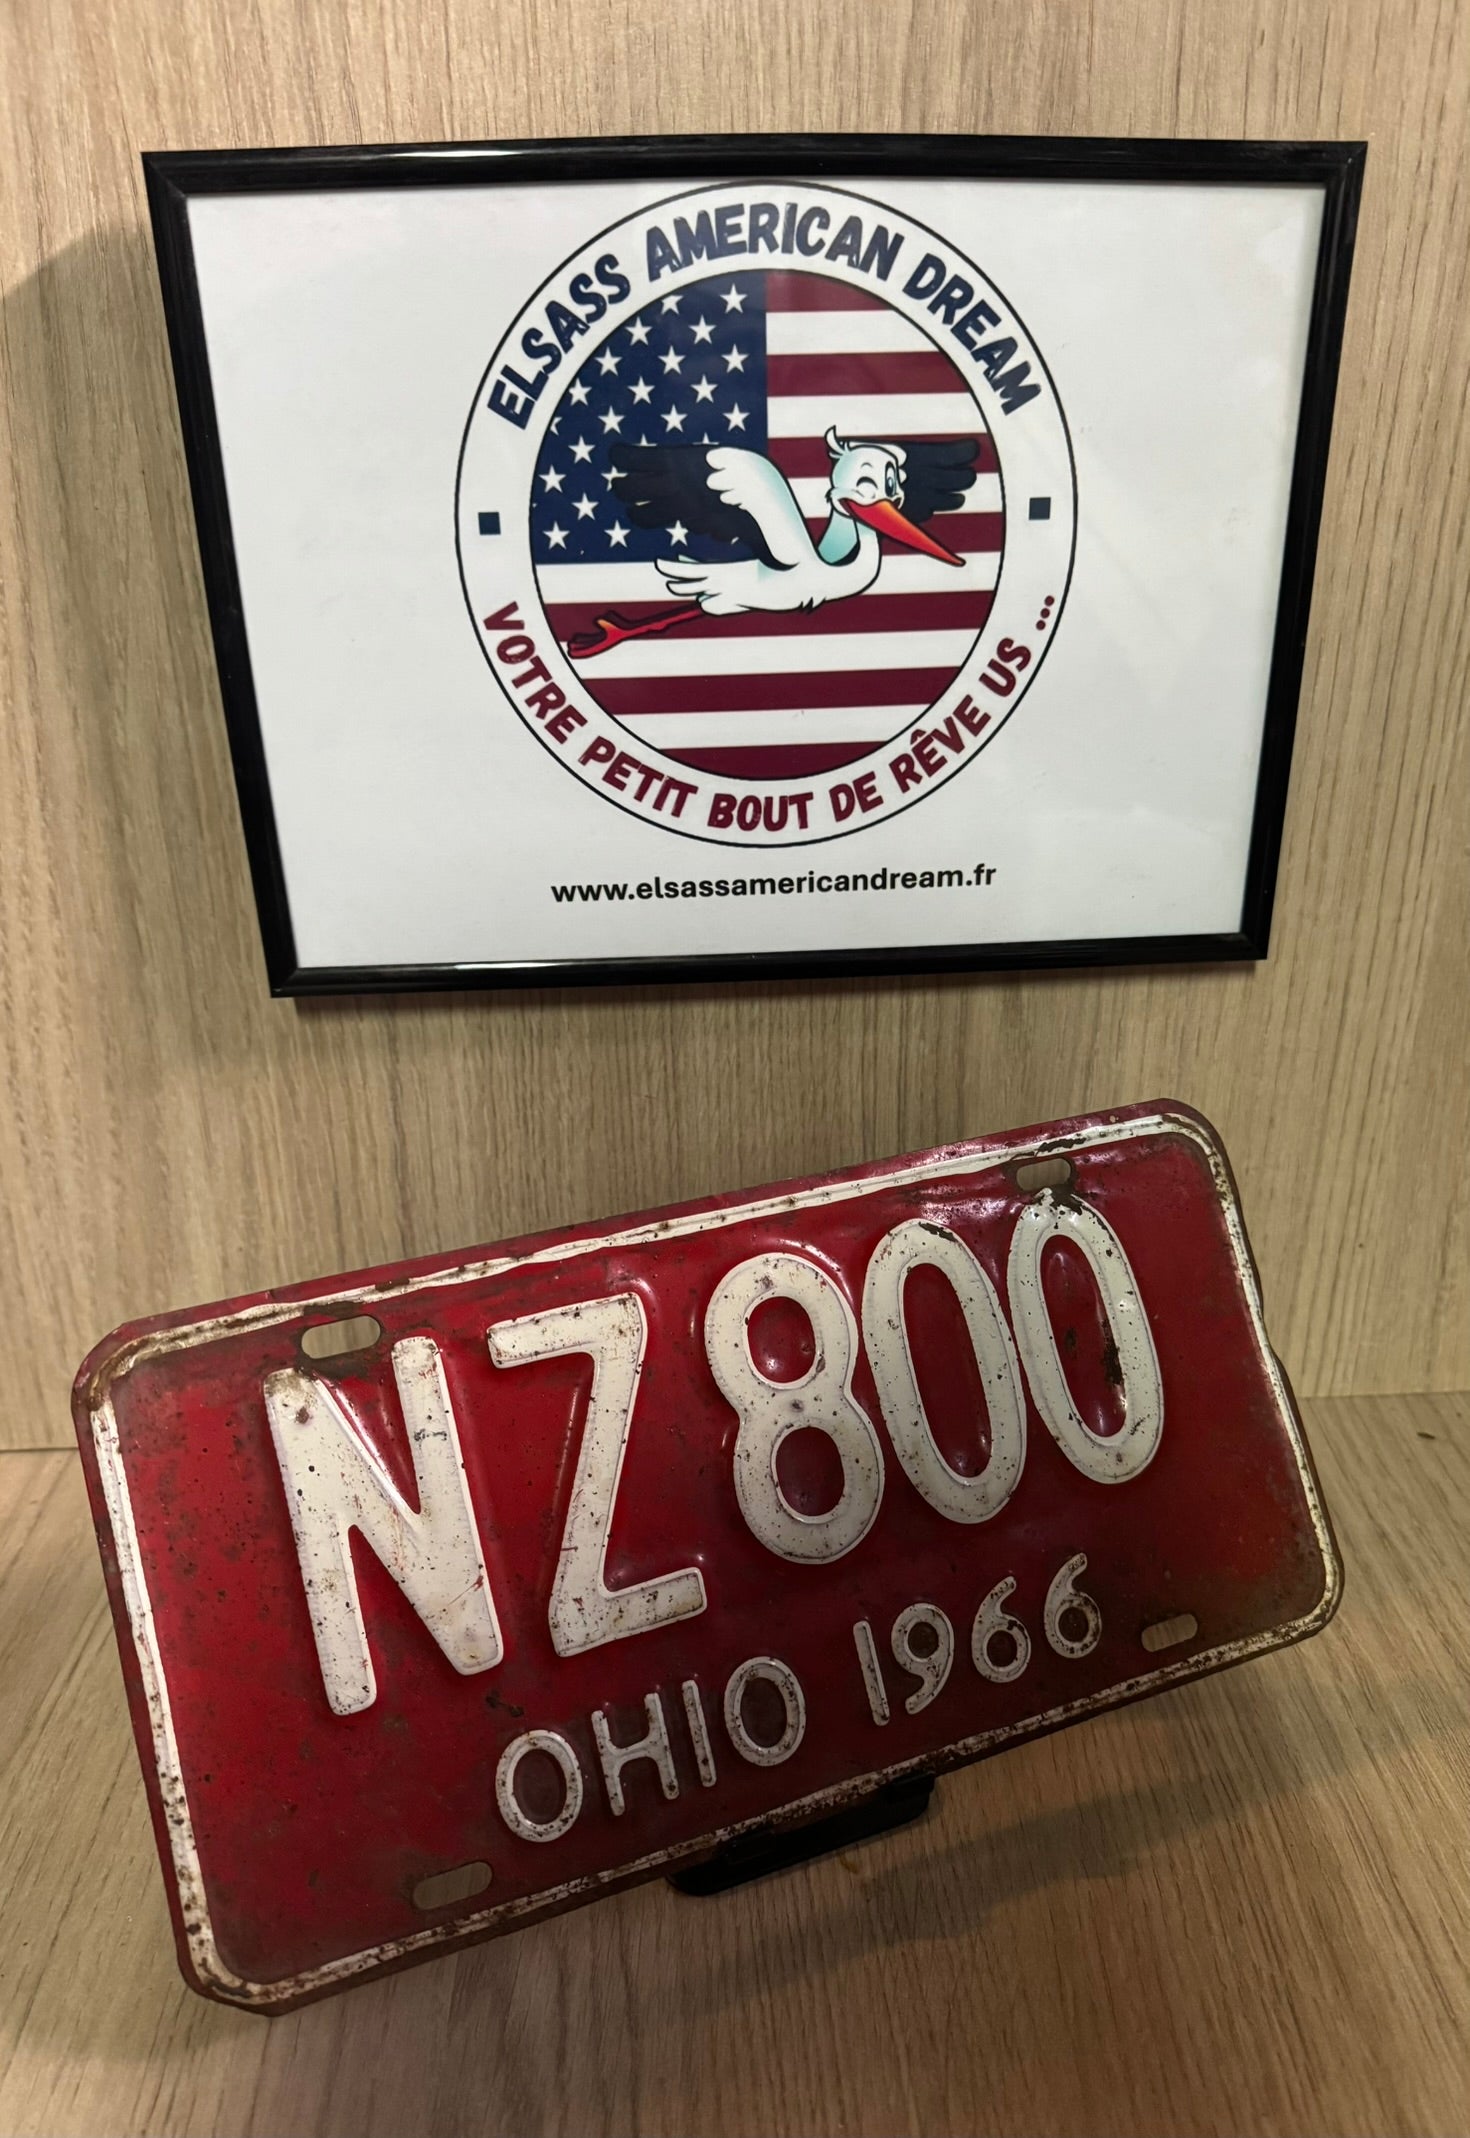 ELSASS AMERICAN DREAM
VOTRE PETIT BOUT DE RÊVE US ...
www.elsassamericandream.fr
NZ800
OHIO 1966